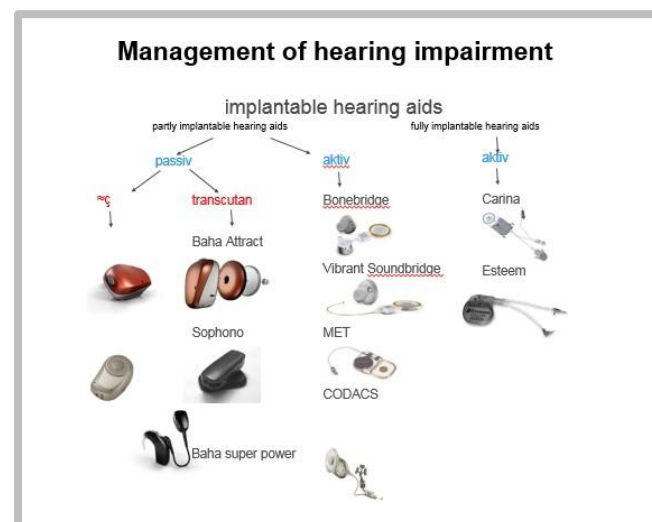 Management of hearing impairment
implantable hearing aids
partly implantable hearing aids
fully implantable hearing aids
passiv
aktiv
aktiv
≈ç
transcutan
Bonebridge
Carina
Baha Attract
Vibrant Soundbridge
Esteem
Sophono
MET
CODACS
Baha super power